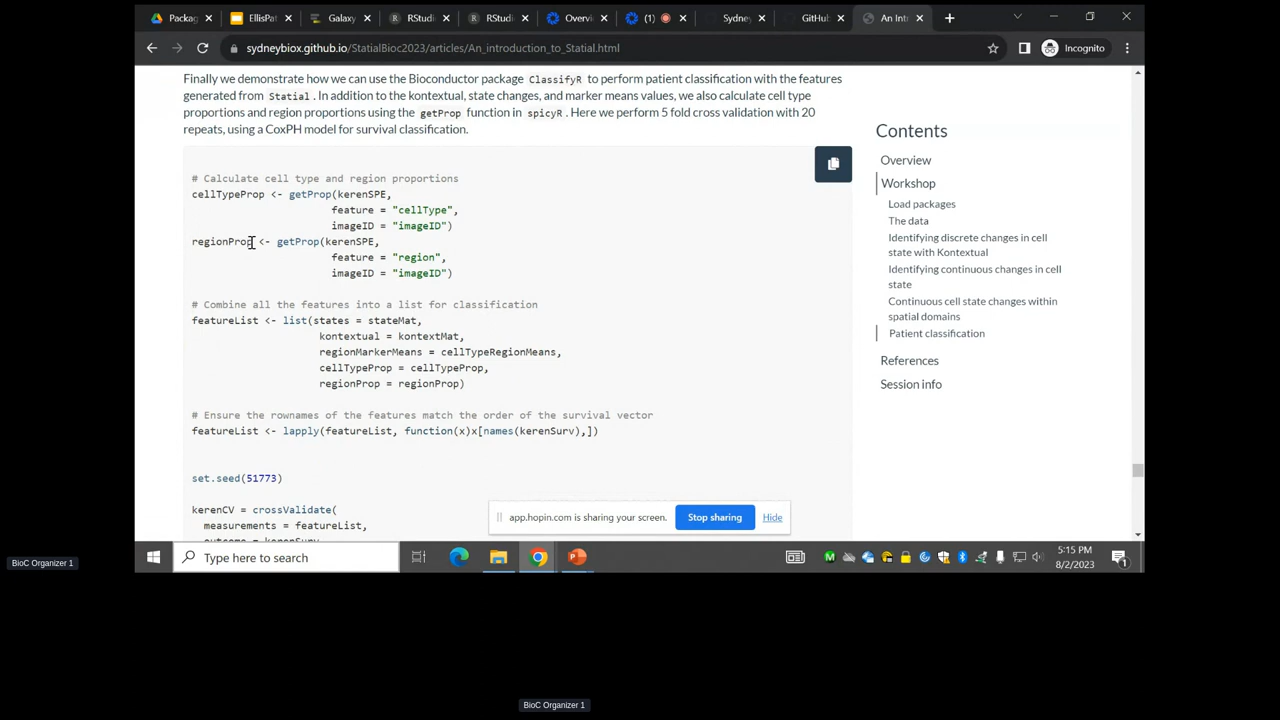 Packag
EllisPat
Galaxy
RStudi
RStudi
Overvi
(1)
Sydney
GitHub
An Intr
sydneybiox.github.io/StatialBioc2023/articles/An_introduction_to_Statial.html
Incognito
Finally we demonstrate how we can use the Bioconductor package ClassifyR to perform patient classification with the features
generated from Statial. In addition to the kontextual, state changes, and marker means values, we also calculate cell type
proportions and region proportions using the getProp function in spicyR. Here we perform 5 fold cross validation with 20
repeats, using a CoxPH model for survival classification.
# Calculate cell type and region proportions
cellTypeProp <- getProp(kerenSPE,
feature = "cellType",
imageID = "imageID")
regionProp <- getProp(kerenSPE,
feature = "region",
imageID = "imageID")
# Combine all the features into a list for classification
featureList <- list(states = stateMat,
kontextual = kontextMat,
regionMarkerMeans = cellTypeRegionMeans,
cellTypeProp = cellTypeProp,
regionProp = regionProp)
# Ensure the rownames of the features match the order of the survival vector
featureList <- lapply(featureList, function(x)x[names(kerenSurv),])
set.seed(51773)
kerenCV = crossValidate(
measurements = featureList,
outcome = kerenSurv
Contents
Overview
Workshop
Load packages
The data
Identifying discrete changes in cell
state with Kontextual
Identifying continuous changes in cell
state
Continuous cell state changes within
spatial domains
Patient classification
References
Session info
app.hopin.com is sharing your screen.
Stop sharing
Hide
Type here to search
5:15 PM
8/2/2023
1
BioC Organizer 1
BioC Organizer 1